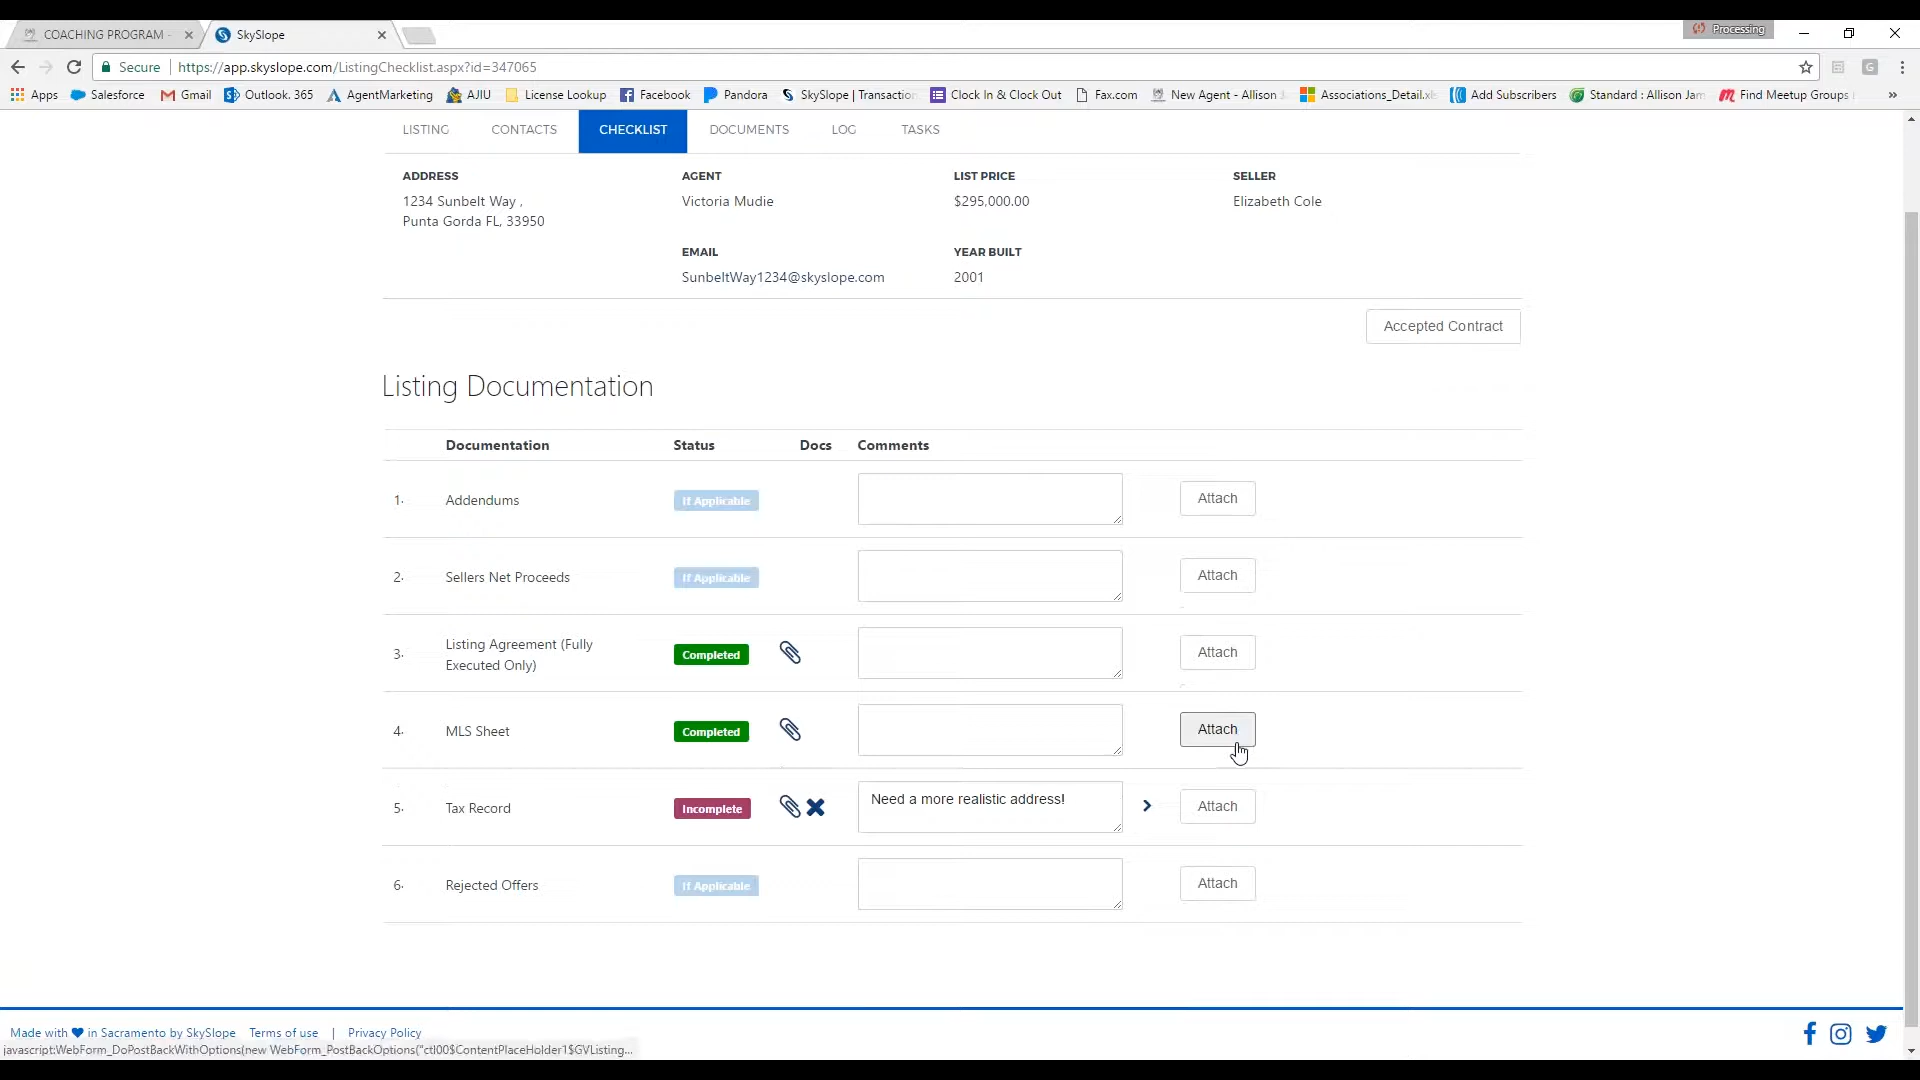 COACHING PROGRAM -
SkySlope
Processing
Secure
https://app.skyslope.com/ListingChecklist.aspx?id=347065
Apps
Salesforce
Gmail
Outlook. 365
AgentMarketing
AJIU
License Lookup
Facebook
Pandora
SkySlope | Transaction
Clock In & Clock Out
Fax.com
New Agent - Allison
Associations_Detail.xl
Add Subscribers
Standard : Allison Jam
Find Meetup Groups
»
LISTING
CONTACTS
CHECKLIST
DOCUMENTS
LOG
TASKS
ADDRESS
AGENT
LIST PRICE
SELLER
1234 Sunbelt Way ,
Victoria Mudie
$295,000.00
Elizabeth Cole
Punta Gorda FL, 33950
EMAIL
YEAR BUILT
SunbeltWay1234@skyslope.com
2001
Accepted Contract
Listing Documentation
Documentation
Status
Docs
Comments
1.
Addendums
If Applicable
Attach
2.
Sellers Net Proceeds
If Applicable
Attach
3.
Listing Agreement (Fully
Executed Only)
Completed
Attach
4.
MLS Sheet
Completed
Attach
5.
Tax Record
Incomplete
Need a more realistic address!
Attach
6.
Rejected Offers
If Applicable
Attach
Made with in Sacramento by SkySlope
Terms of use
|
Privacy Policy
javascript:WebForm_DoPostBackWithOptions(new WebForm_PostBackOptions("ctl00$ContentPlaceHolder1$GVListing...